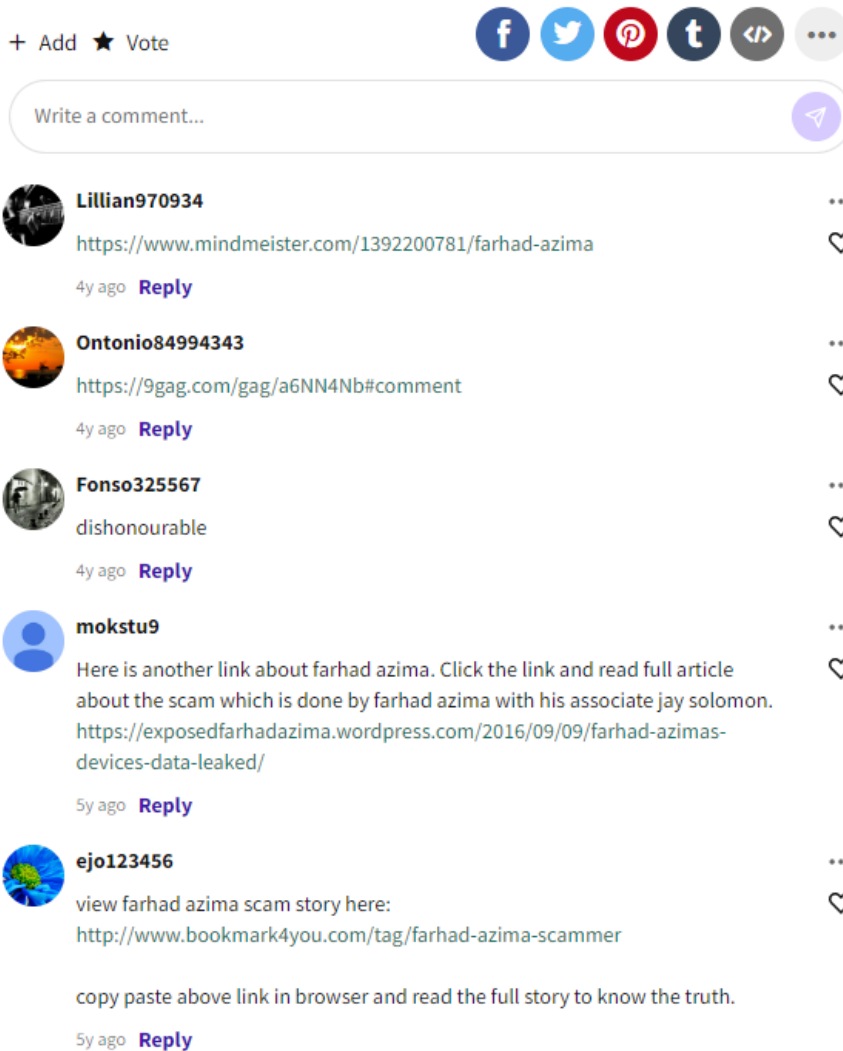 + Add ★ Vote
f t </> •••
Write a comment...
Lillian970934
https://www.mindmeister.com/1392200781/farhad-azima
4y ago Reply
Ontonio84994343
https://9gag.com/gag/a6NN4Nb#comment
4y ago Reply
Fonso325567
dishonourable
4y ago Reply
mokstu9
Here is another link about farhad azima. Click the link and read full article
about the scam which is done by farhad azima with his associate jay solomon.
https://exposedfarhadazima.wordpress.com/2016/09/09/farhad-azimas-
devices-data-leaked/
5y ago Reply
ejo123456
view farhad azima scam story here:
http://www.bookmark4you.com/tag/farhad-azima-scammer
copy paste above link in browser and read the full story to know the truth.
5y ago Reply